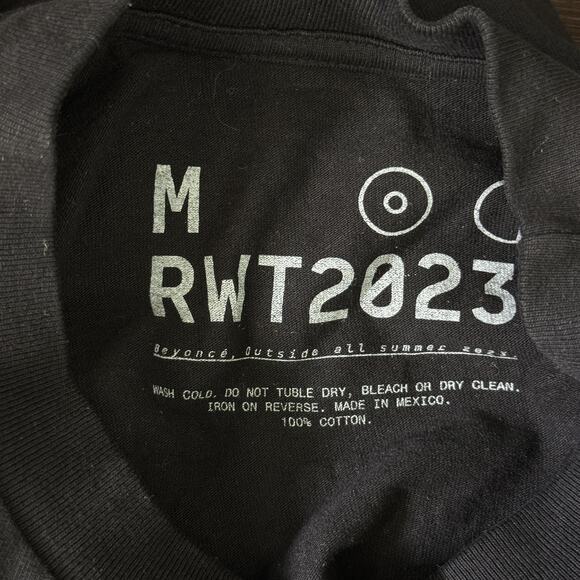 M
RWT2023
Beyoncé, Outside all summer 2023.
WASH COLD. DO NOT TUBLE DRY, BLEACH OR DRY CLEAN.
IRON ON REVERSE. MADE IN MEXICO.
100% COTTON.